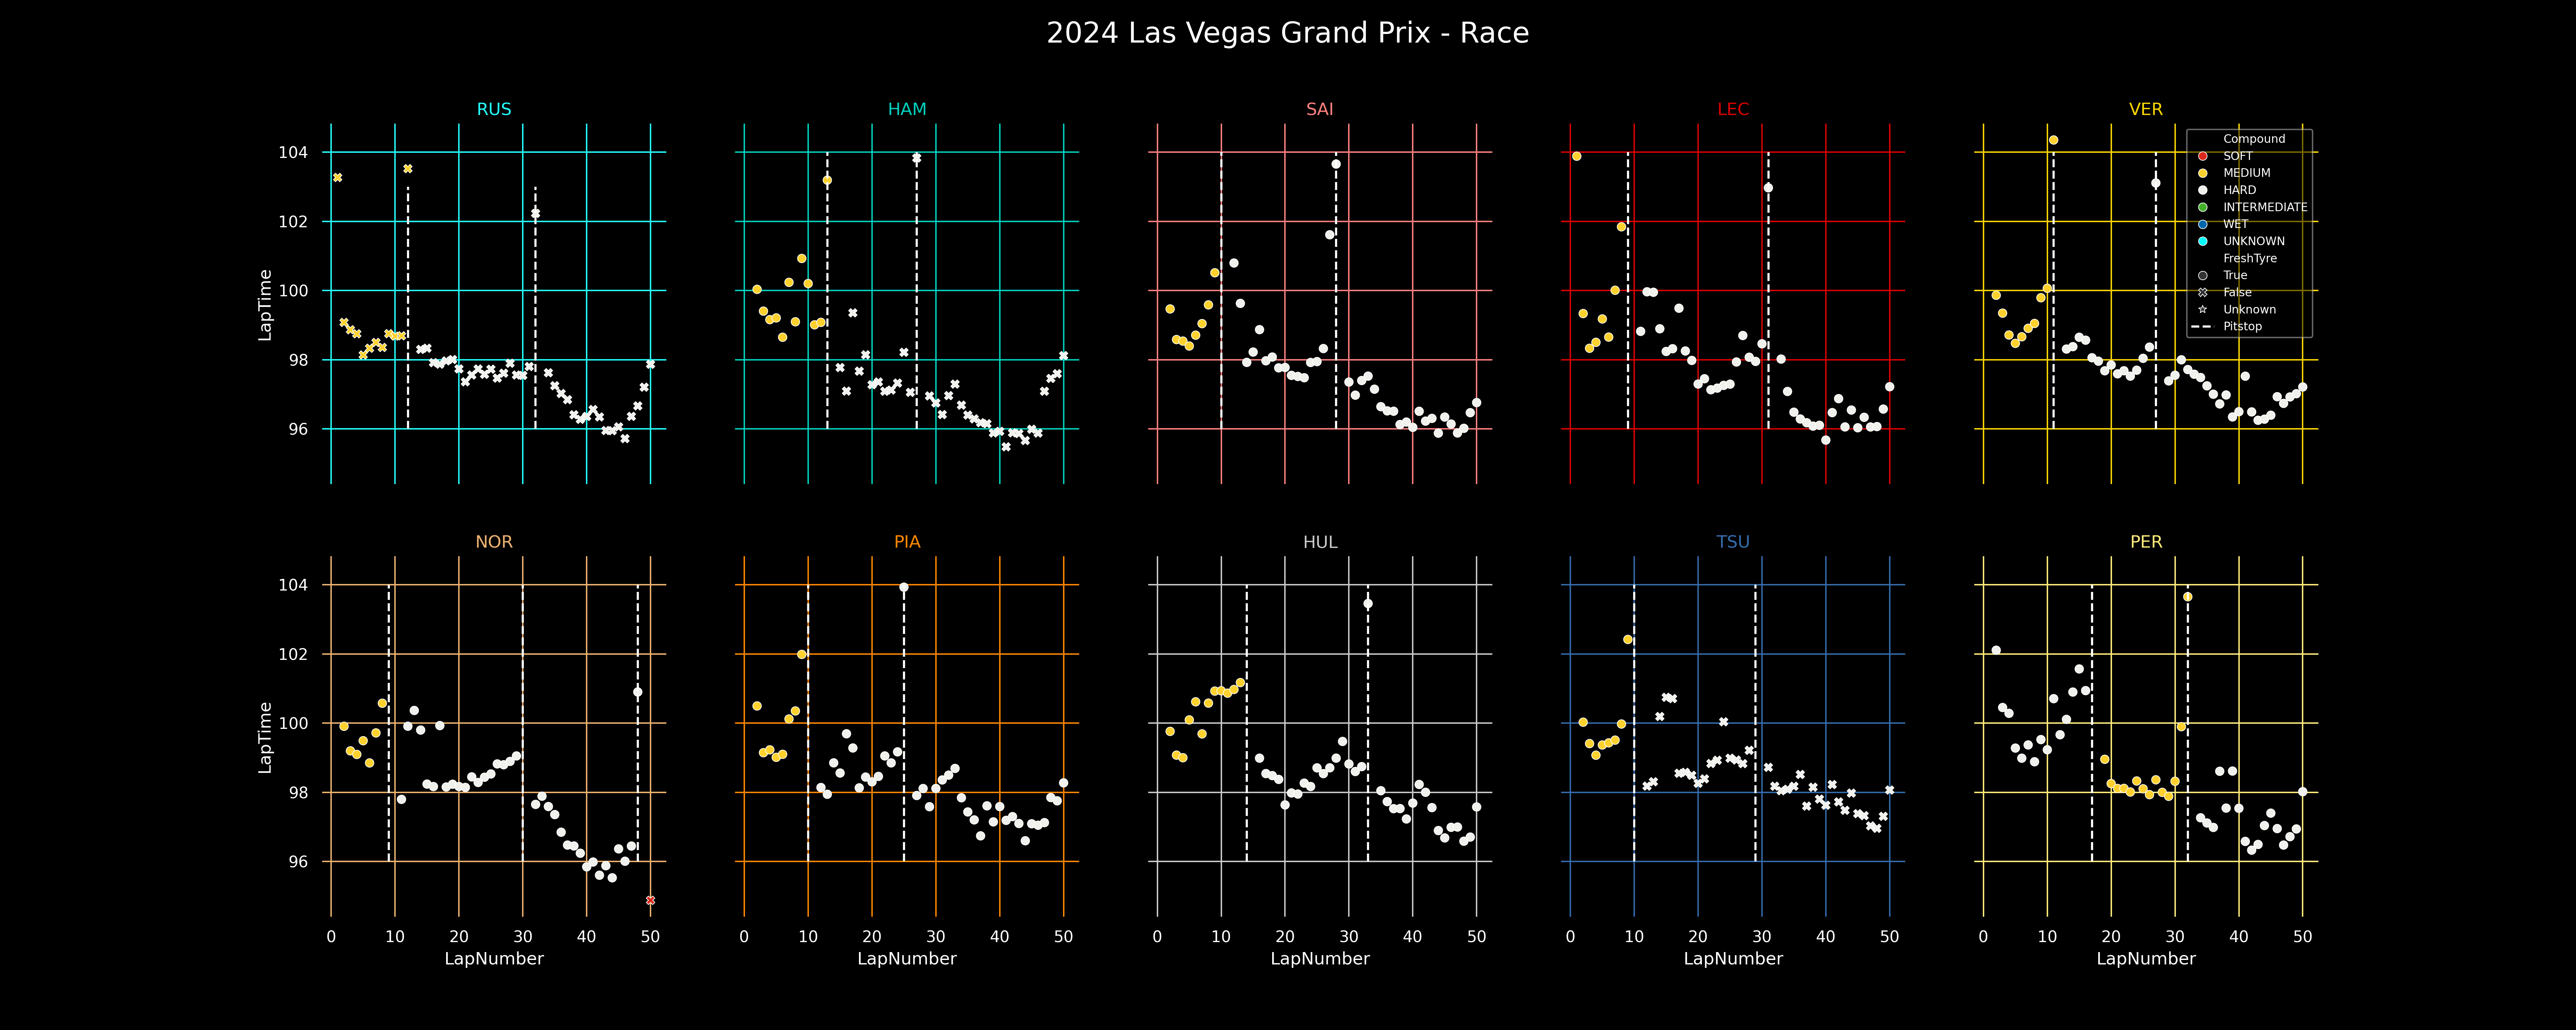 2024 Las Vegas Grand Prix - Race
RUS
HAM
SAI
LEC
VER
LapTime
104
102
100
98
96
Compound
SOFT
MEDIUM
HARD
INTERMEDIATE
WET
UNKNOWN
FreshTyre
True
False
Unknown
Pitstop
NOR
PIA
HUL
TSU
PER
LapTime
104
102
100
98
96
0 10 20 30 40 50
0 10 20 30 40 50
0 10 20 30 40 50
0 10 20 30 40 50
0 10 20 30 40 50
LapNumber
LapNumber
LapNumber
LapNumber
LapNumber